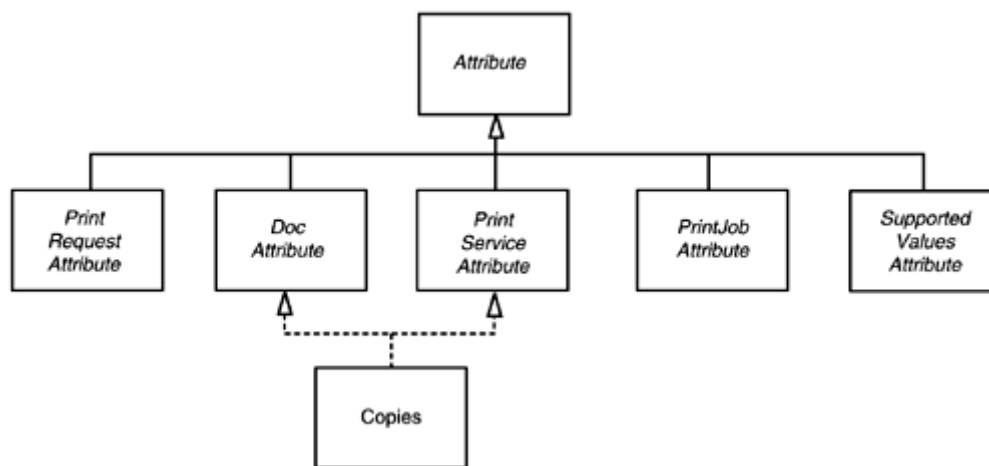 Attribute
Print
Request
Attribute
Doc
Attribute
Print
Service
Attribute
PrintJob
Attribute
Supported
Values
Attribute
Copies